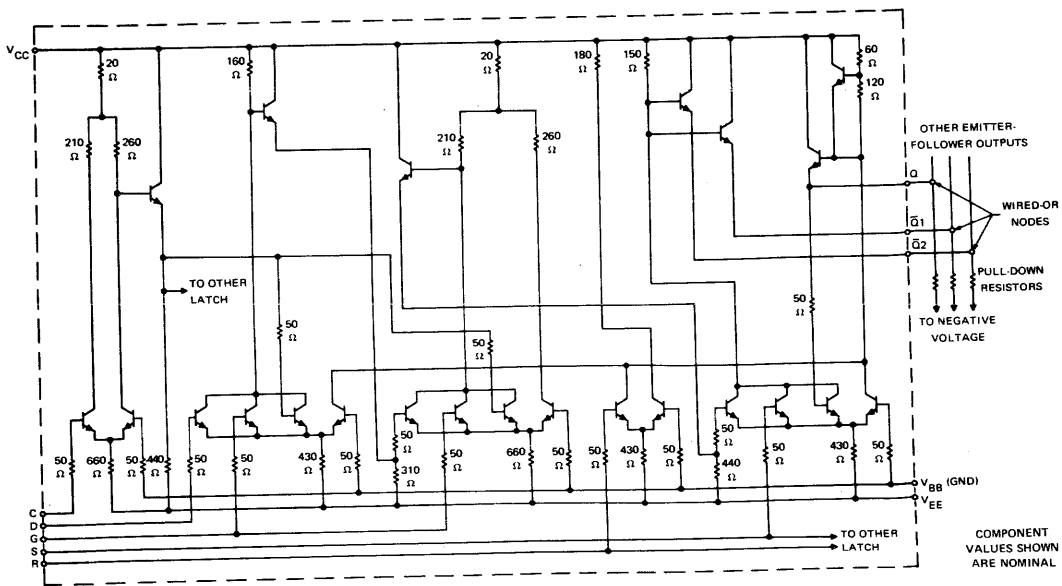 VCC
20
Ω
160
Ω
20
Ω
180
Ω
150
Ω
60
Ω
120
Ω
210
Ω
260
Ω
210
Ω
260
Ω
OTHER EMITTER-
FOLLOWER OUTPUTS
Q
WIRED-OR
NODES
Q̄1
Q̄2
PULL-DOWN
RESISTORS
TO OTHER
LATCH
50
Ω
50
Ω
50
Ω
TO NEGATIVE
VOLTAGE
50
Ω
660
Ω
50
Ω
440
Ω
50
Ω
50
Ω
430
Ω
50
Ω
50
Ω
310
Ω
50
Ω
660
Ω
50
Ω
50
Ω
430
Ω
50
Ω
50
Ω
440
Ω
50
Ω
430
Ω
50
Ω
VBB (GND)
VEE
C
D
G
S
R
TO OTHER
LATCH
COMPONENT
VALUES SHOWN
ARE NOMINAL